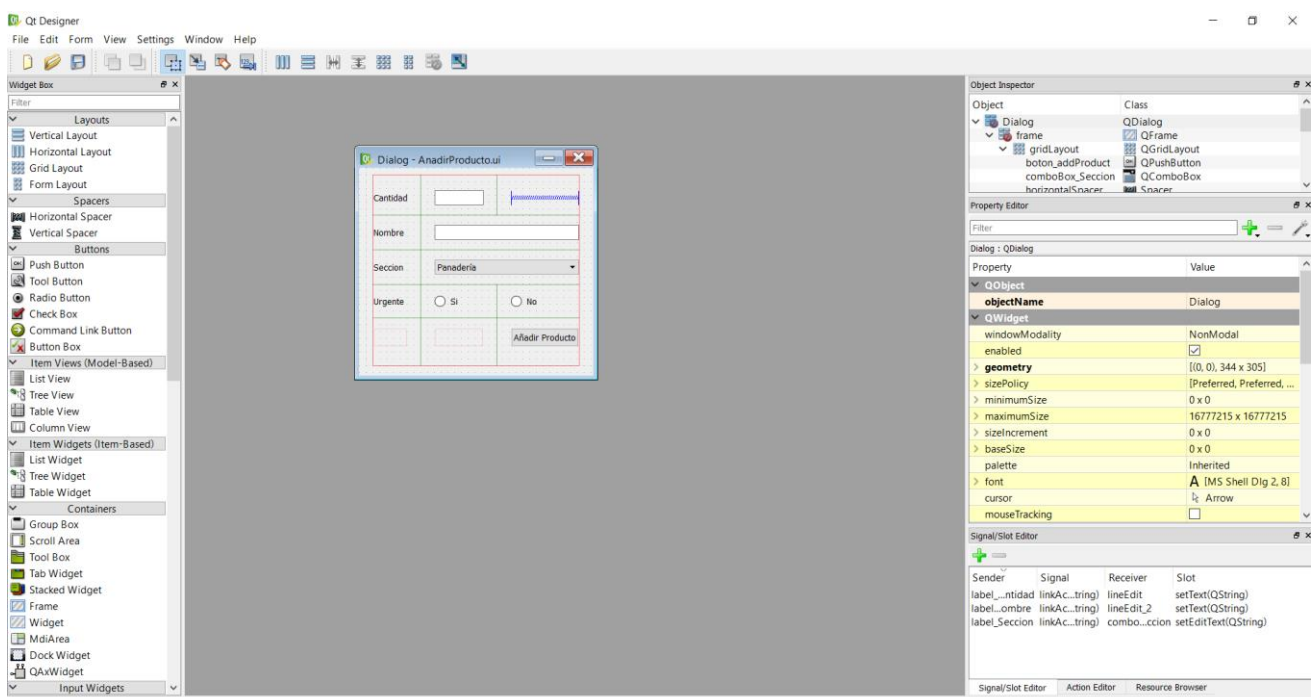 Qt Designer
File Edit Form View Settings Window Help
Widget Box
Filter
Layouts
Vertical Layout
Horizontal Layout
Grid Layout
Form Layout
Spacers
Horizontal Spacer
Vertical Spacer
Buttons
Push Button
Tool Button
Radio Button
Check Box
Command Link Button
Button Box
Item Views (Model-Based)
List View
Tree View
Table View
Column View
Item Widgets (Item-Based)
List Widget
Tree Widget
Table Widget
Containers
Group Box
Scroll Area
Tool Box
Tab Widget
Stacked Widget
Frame
Widget
MdiArea
Dock Widget
QAxWidget
Input Widgets
Dialog - AnadirProducto.ui
Cantidad
Nombre
Seccion Panadería
Urgente Si No
Añadir Producto
Object Inspector
Object Class
Dialog QDialog
frame QFrame
gridLayout QGridLayout
boton_addProduct QPushButton
comboBox_Seccion QComboBox
horizontalSpacer Spacer
Property Editor
Filter
Dialog : QDialog
Property Value
QObject
objectName Dialog
QWidget
windowModality NonModal
enabled
geometry [(0, 0), 344 x 305]
sizePolicy [Preferred, Preferred, ...
minimumSize 0 x 0
maximumSize 16777215 x 16777215
sizeIncrement 0 x 0
baseSize 0 x 0
palette Inherited
font A [MS Shell Dlg 2, 8]
cursor Arrow
mouseTracking
Signal/Slot Editor
Sender Signal Receiver Slot
label_...ntidad linkAc...tring) lineEdit setText(QString)
label...ombre linkAc...tring) lineEdit_2 setText(QString)
label_Seccion linkAc...tring) combo...ccion setEditText(QString)
Signal/Slot Editor Action Editor Resource Browser